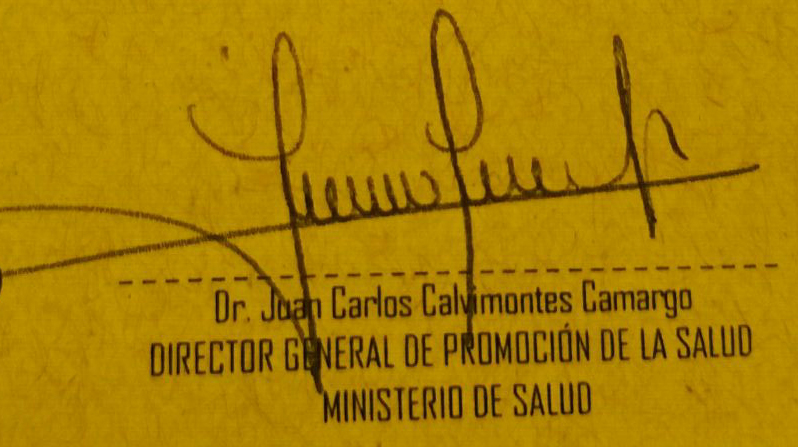 Dr. Juan Carlos Calvimontes Camargo
DIRECTOR GENERAL DE PROMOCIÓN DE LA SALUD
MINISTERIO DE SALUD